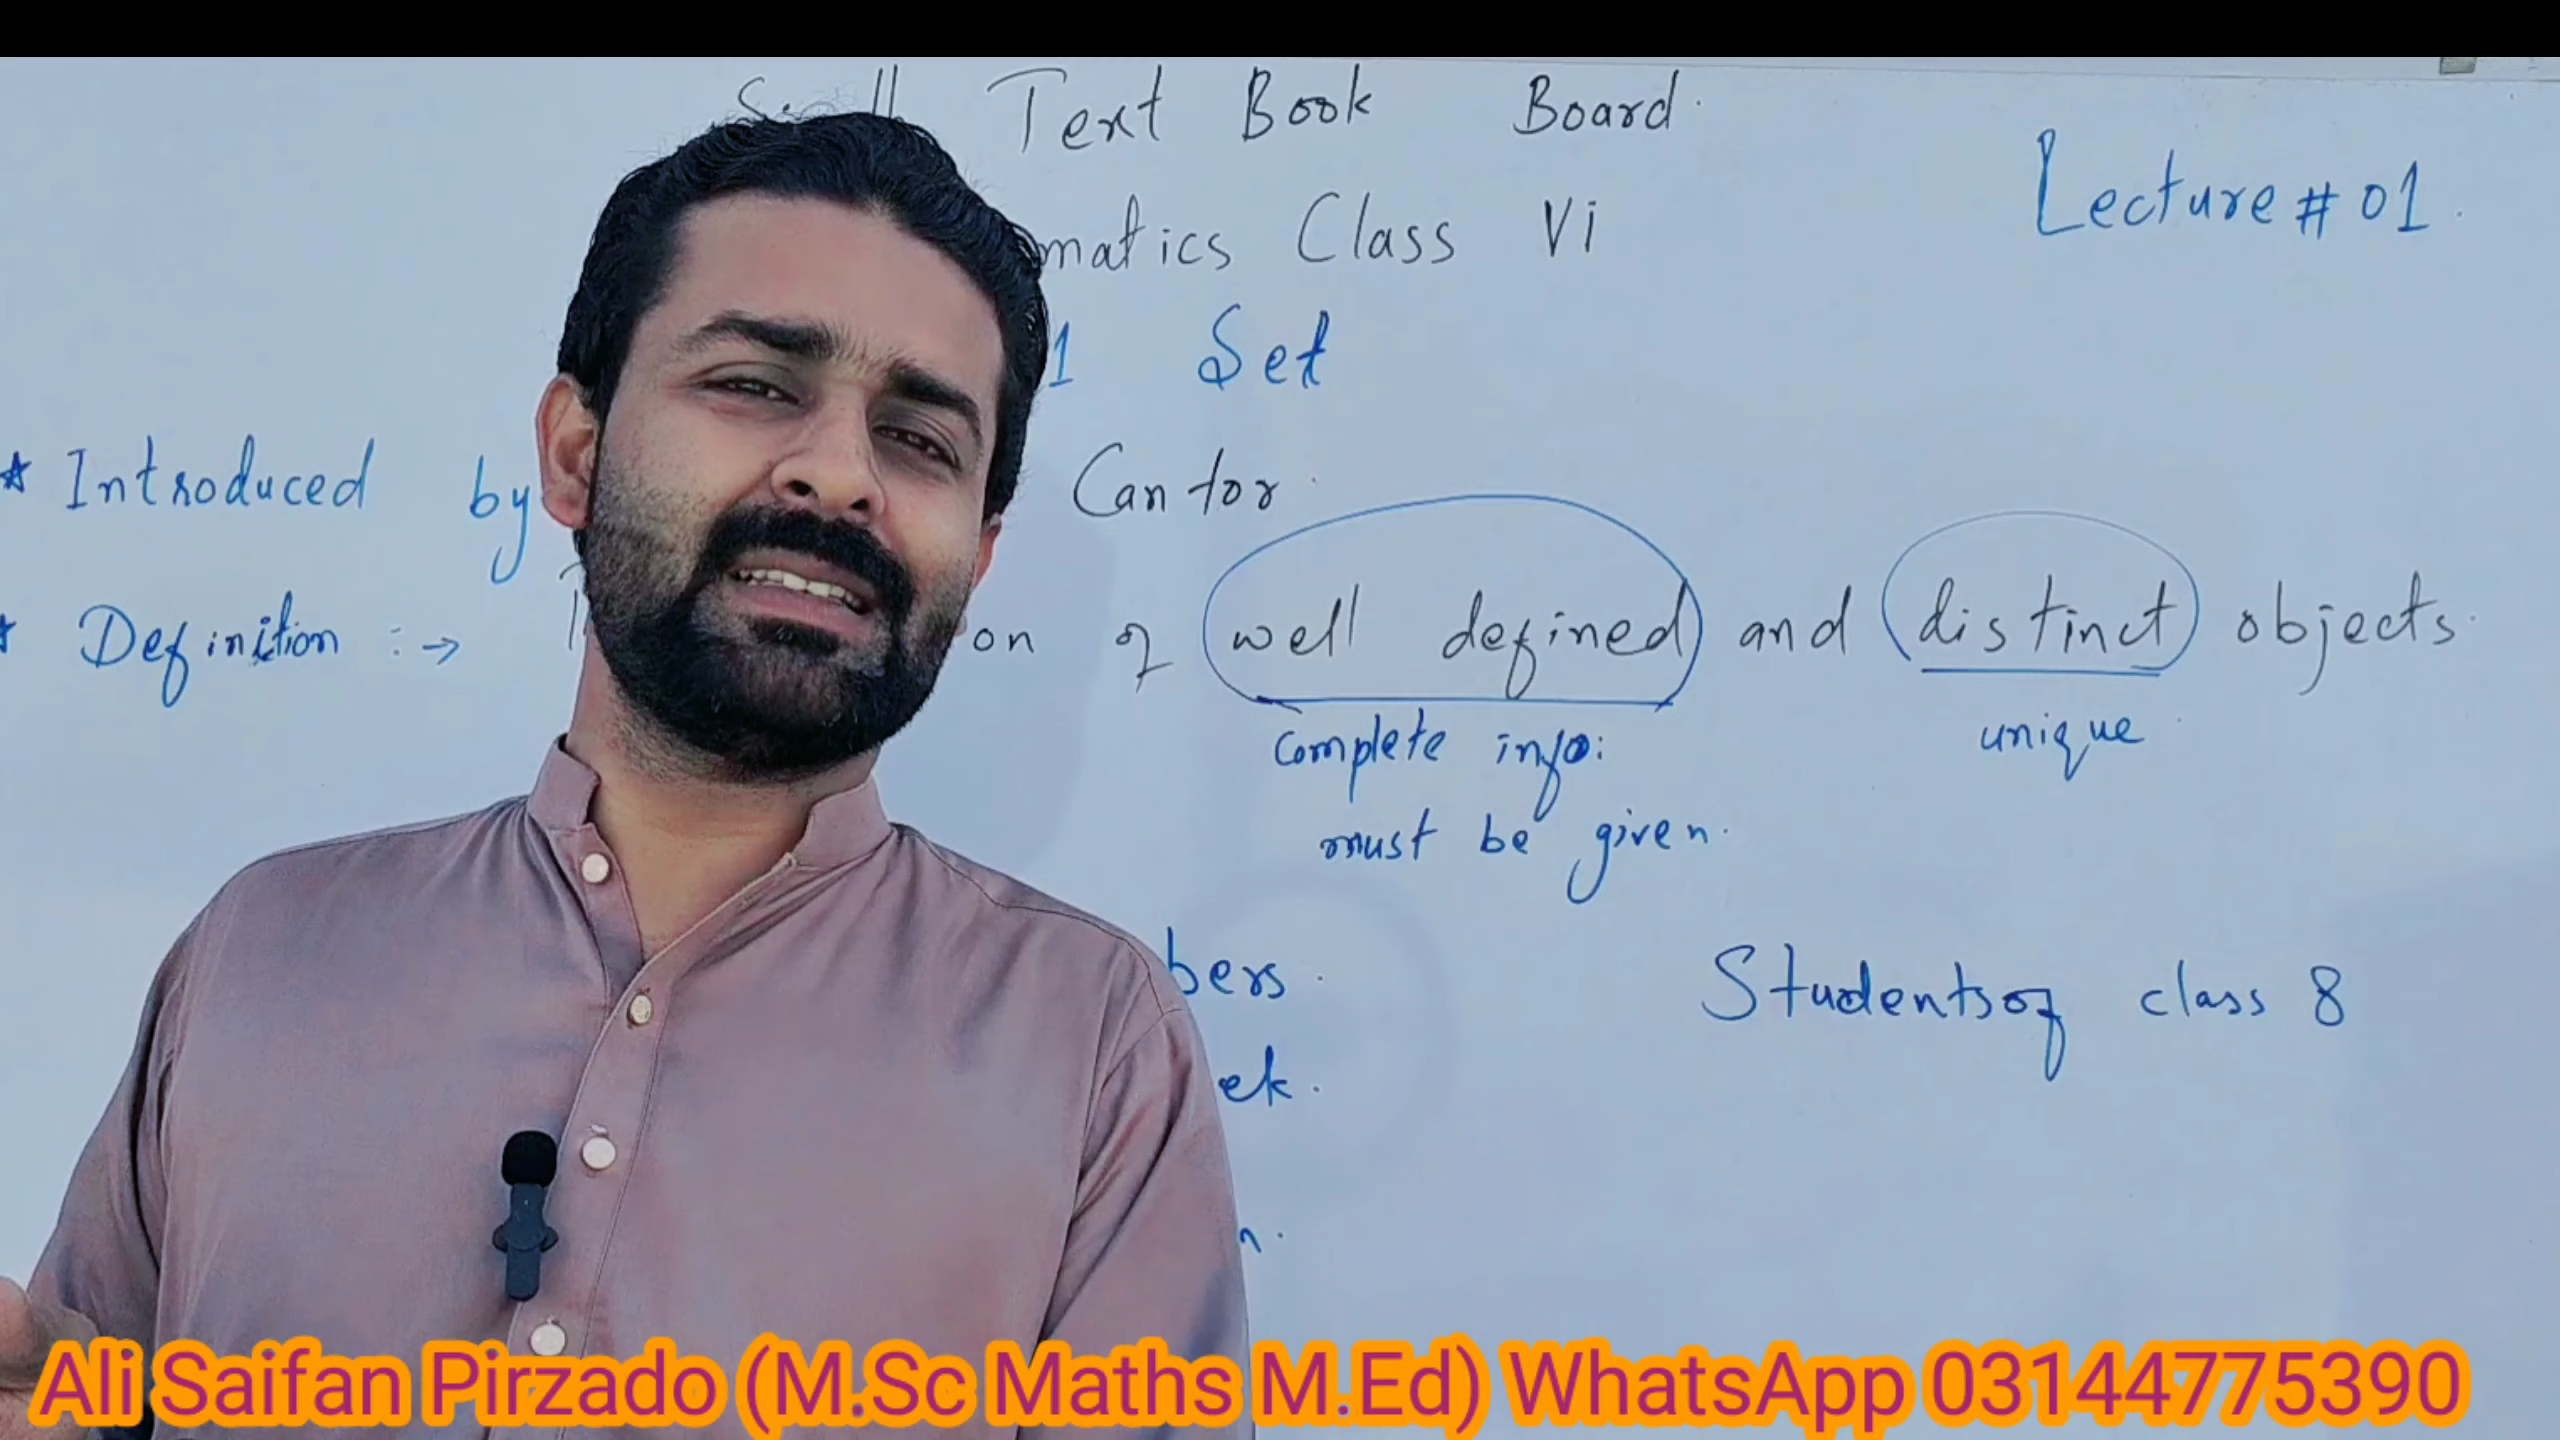 Text Book Board.
Lecture # 01.
matics Class Vi
1 Set
* Introduced by Cantor.
* Definition :→ on of well defined and distinct objects.
complete info:
unique
must be given.
bers.
Students of class 8
ek.
n.
Ali Saifan Pirzado (M.Sc Maths M.Ed) WhatsApp 03144775390